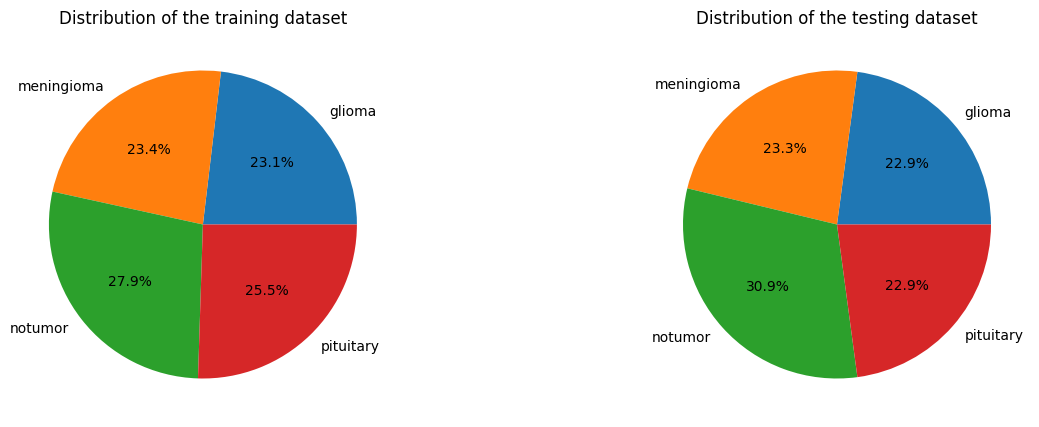 Distribution of the training dataset
meningioma
glioma
23.4%
23.1%
27.9%
25.5%
notumor
pituitary
Distribution of the testing dataset
meningioma
glioma
23.3%
22.9%
30.9%
22.9%
notumor
pituitary